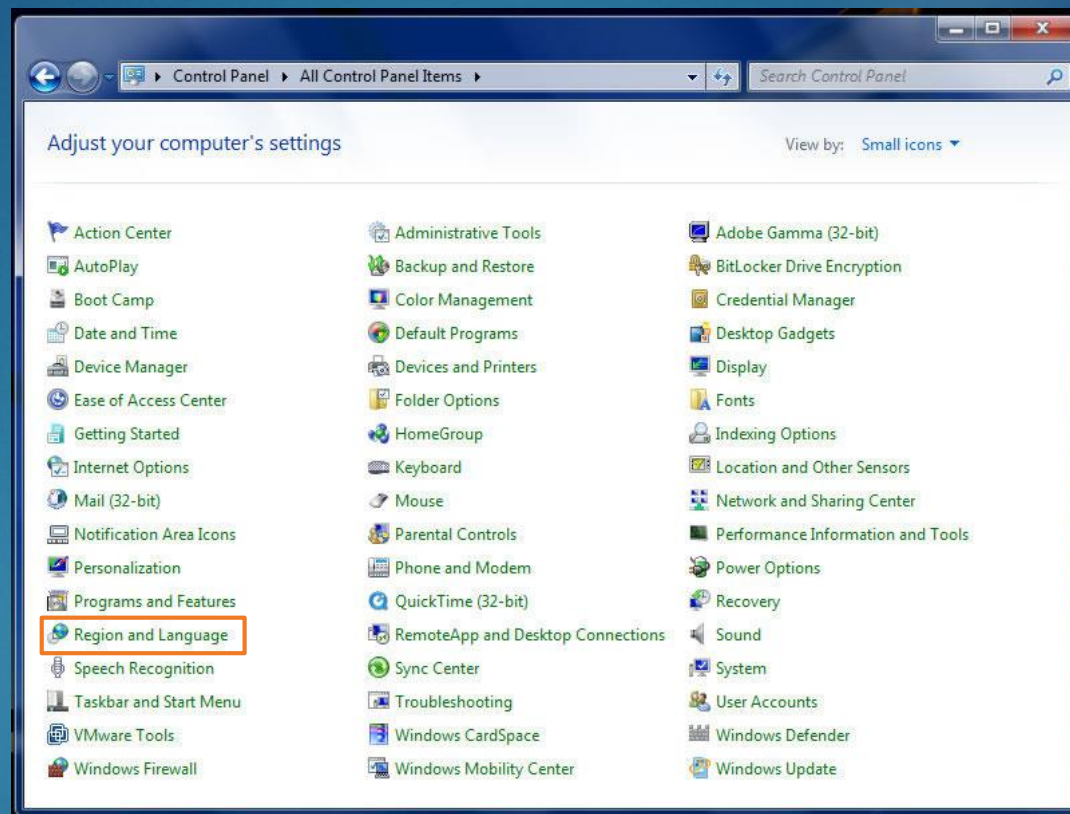 Control Panel All Control Panel Items Search Control Panel
Adjust your computer's settings View by: Small icons
Action Center Administrative Tools Adobe Gamma (32-bit)
AutoPlay Backup and Restore BitLocker Drive Encryption
Boot Camp Color Management Credential Manager
Date and Time Default Programs Desktop Gadgets
Device Manager Devices and Printers Display
Ease of Access Center Folder Options Fonts
Getting Started HomeGroup Indexing Options
Internet Options Keyboard Location and Other Sensors
Mail (32-bit) Mouse Network and Sharing Center
Notification Area Icons Parental Controls Performance Information and Tools
Personalization Phone and Modem Power Options
Programs and Features QuickTime (32-bit) Recovery
Region and Language RemoteApp and Desktop Connections Sound
Speech Recognition Sync Center System
Taskbar and Start Menu Troubleshooting User Accounts
VMware Tools Windows CardSpace Windows Defender
Windows Firewall Windows Mobility Center Windows Update